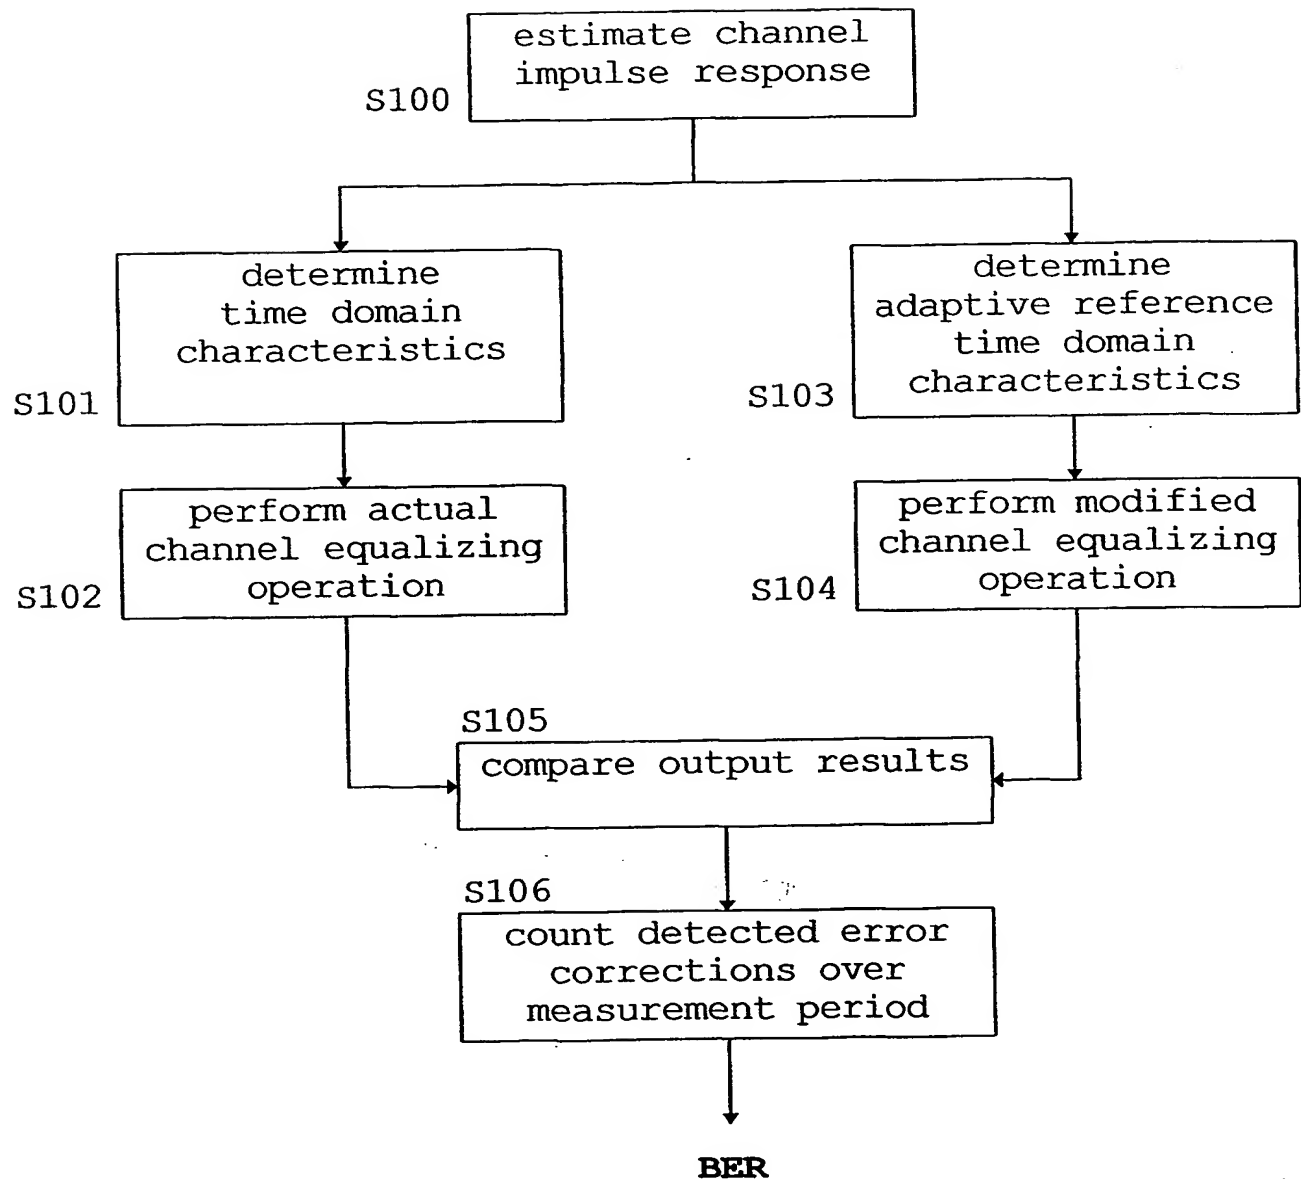 estimate channel
impulse response
S100
determine
time domain
characteristics
S101
determine
adaptive reference
time domain
characteristics
S103
perform actual
channel equalizing
operation
S102
perform modified
channel equalizing
operation
S104
S105
compare output results
S106
count detected error
corrections over
measurement period
BER